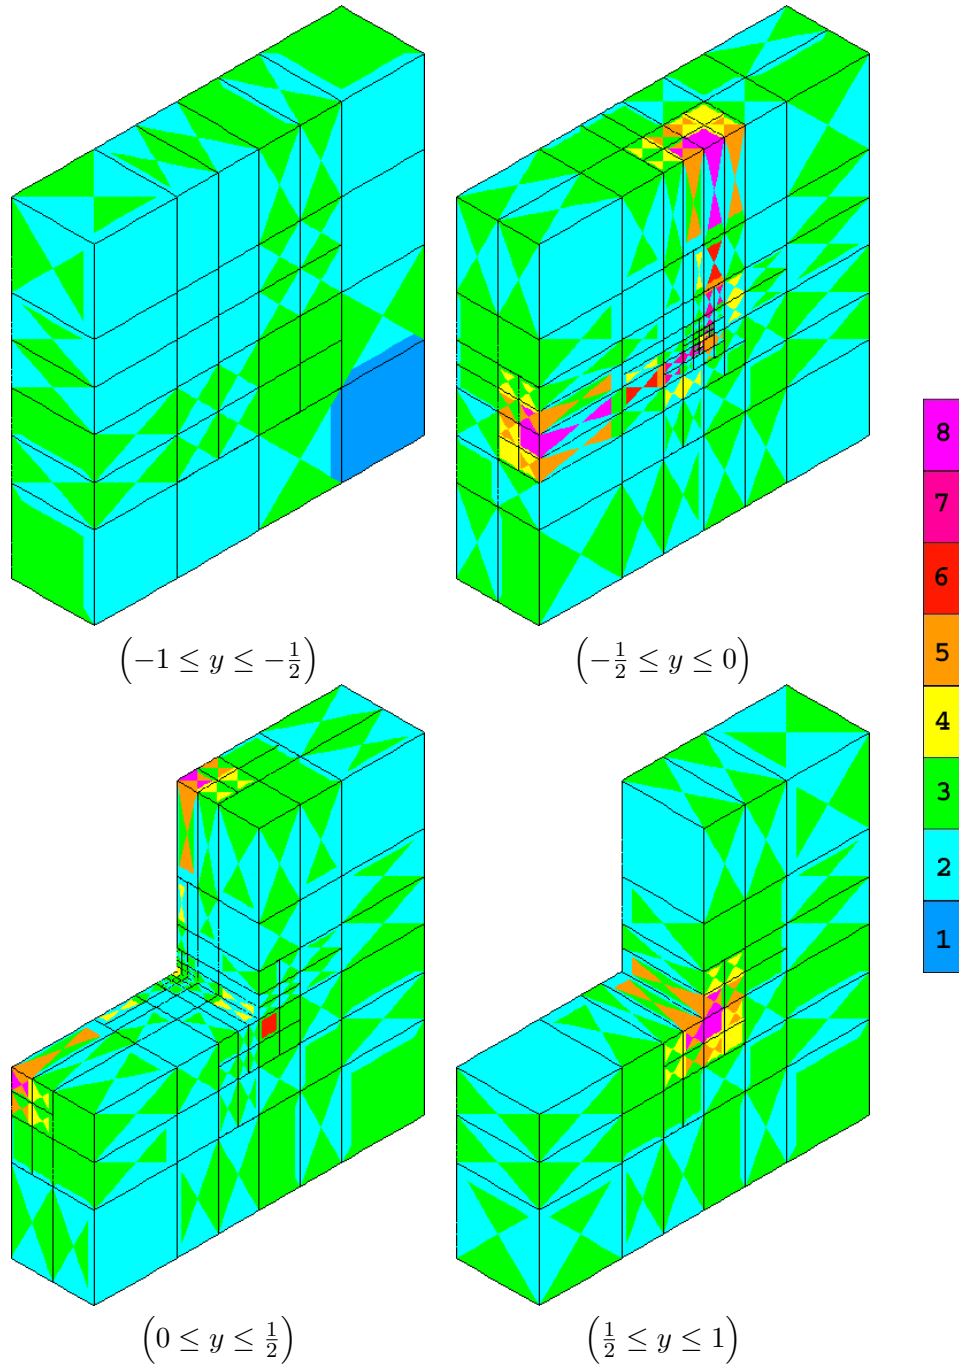 8
7
6
5
4
3
2
1
(−1 ≤ y ≤ −1/2)
(−1/2 ≤ y ≤ 0)
(0 ≤ y ≤ 1/2)
(1/2 ≤ y ≤ 1)